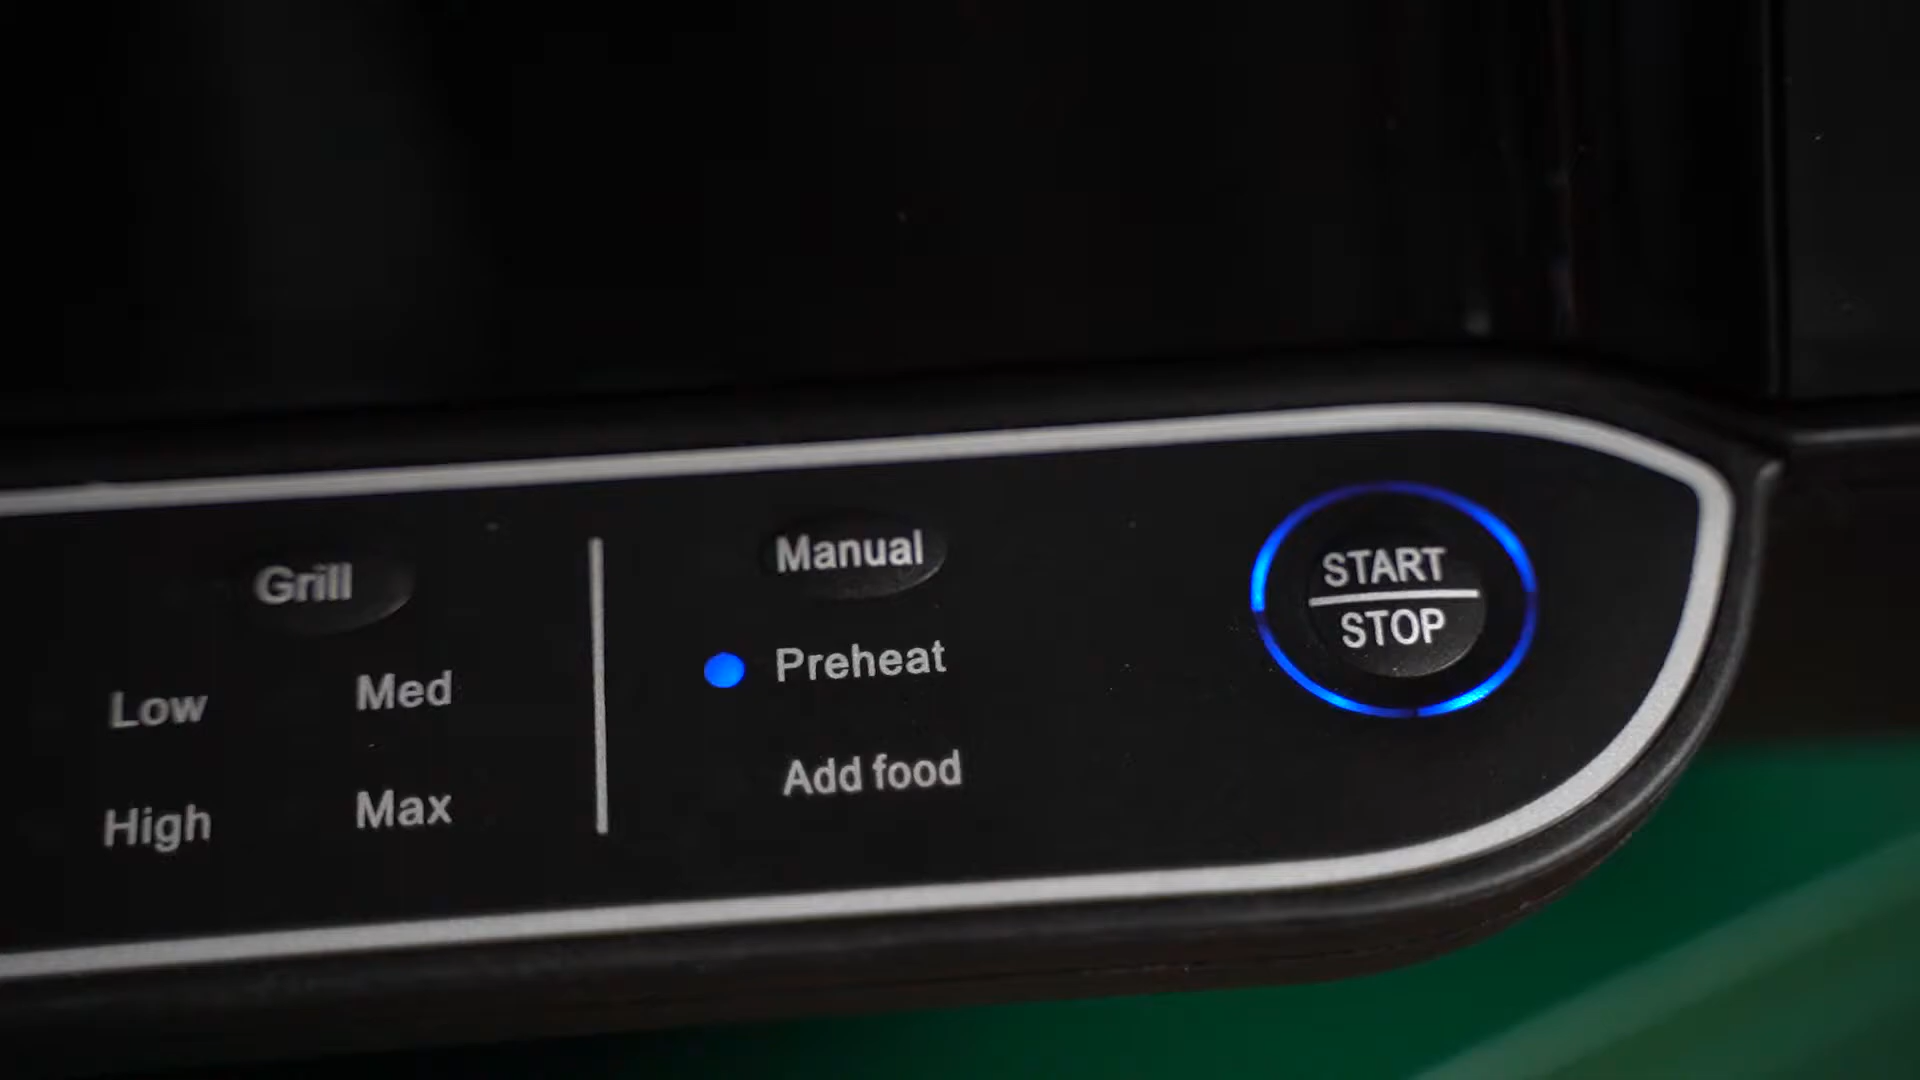 Grill
Low Med
High Max
Manual
Preheat
Add food
START
STOP